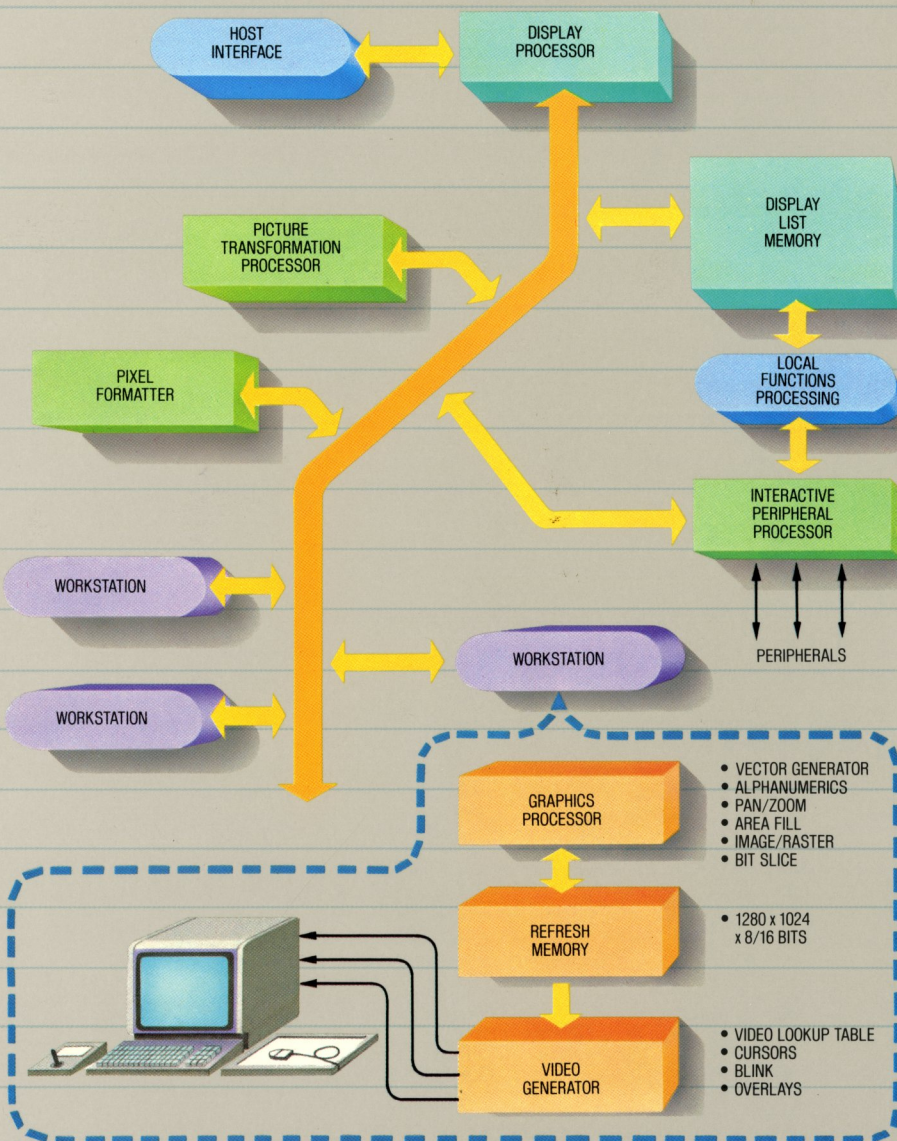 HOST
INTERFACE
DISPLAY
PROCESSOR
DISPLAY
LIST
MEMORY
PICTURE
TRANSFORMATION
PROCESSOR
PIXEL
FORMATTER
LOCAL
FUNCTIONS
PROCESSING
INTERACTIVE
PERIPHERAL
PROCESSOR
PERIPHERALS
WORKSTATION
WORKSTATION
WORKSTATION
GRAPHICS
PROCESSOR
• VECTOR GENERATOR
• ALPHANUMERICS
• PAN/ZOOM
• AREA FILL
• IMAGE/RASTER
• BIT SLICE
REFRESH
MEMORY
• 1280 x 1024
x 8/16 BITS
VIDEO
GENERATOR
• VIDEO LOOKUP TABLE
• CURSORS
• BLINK
• OVERLAYS